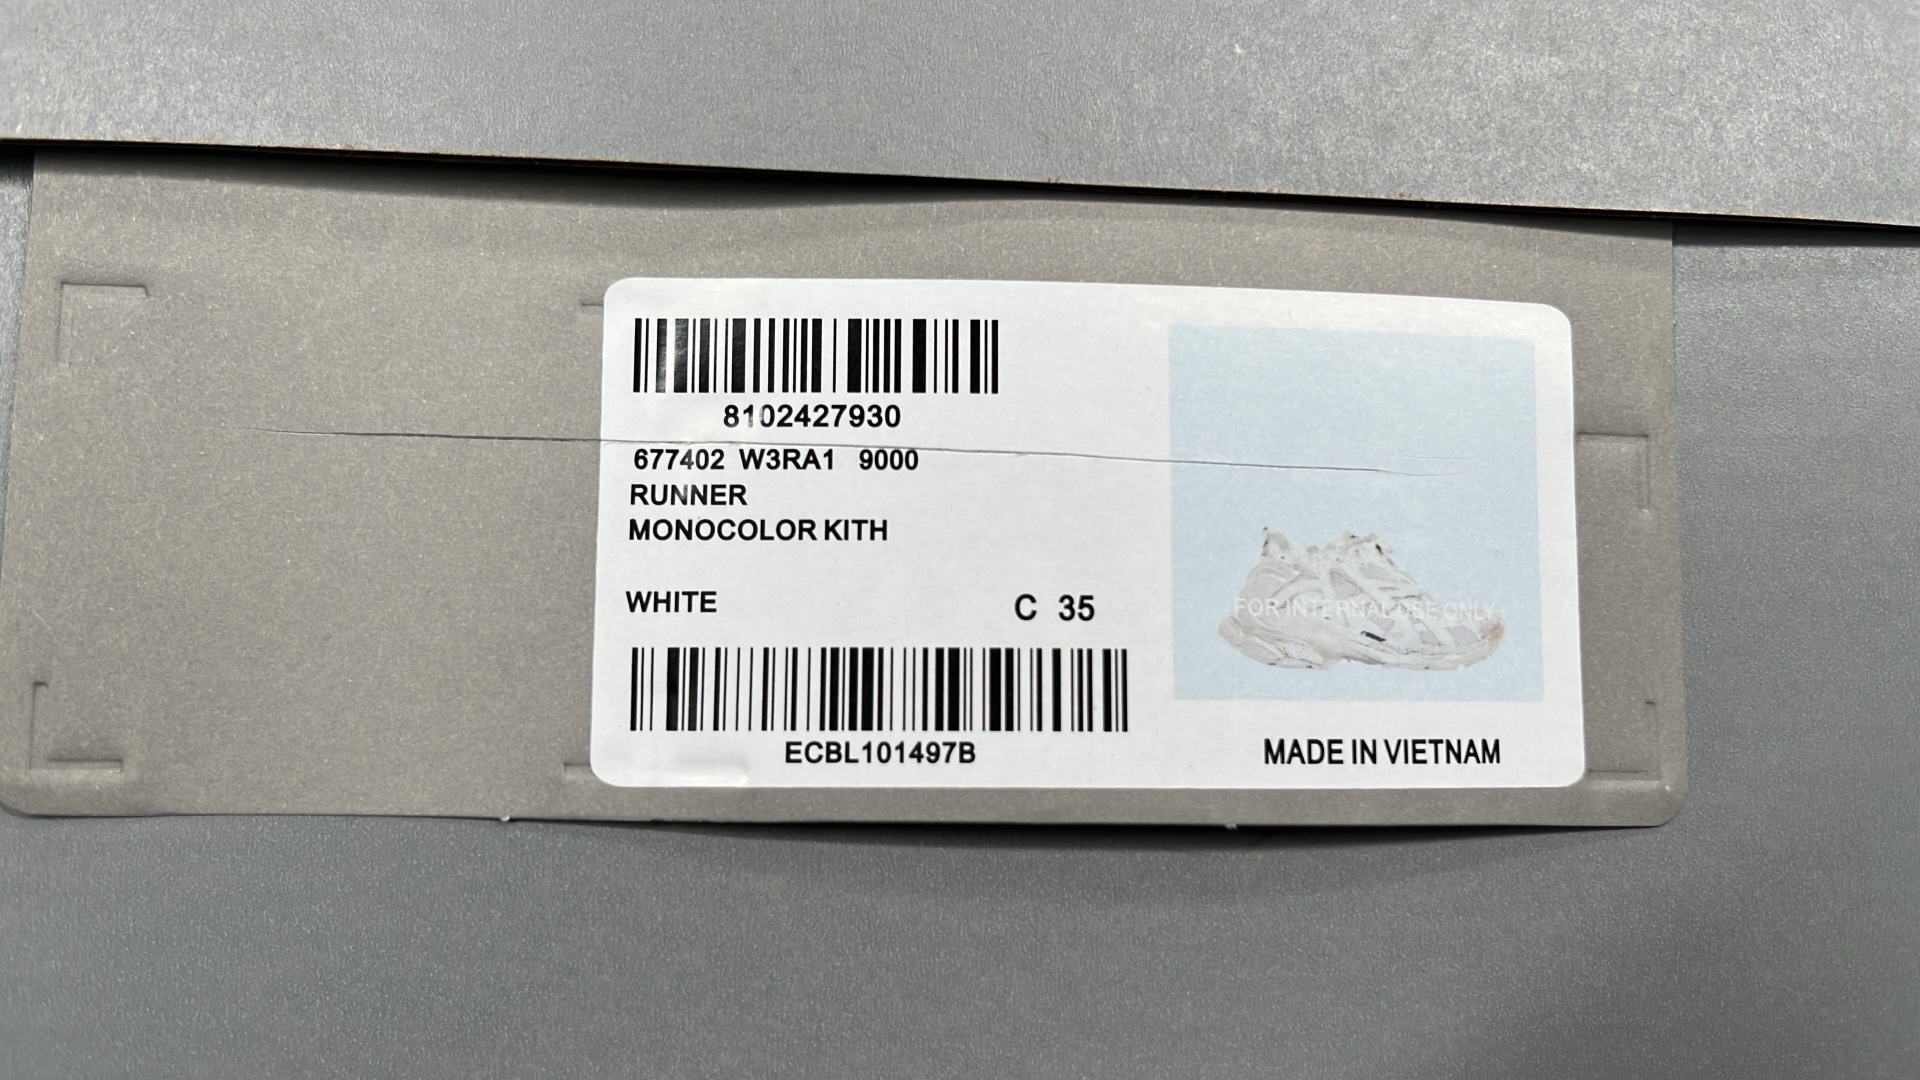 8102427930
677402 W3RA1 9000
RUNNER
MONOCOLOR KITH
WHITE
C 35
FOR INTERNAL USE ONLY
ECBL101497B
MADE IN VIETNAM